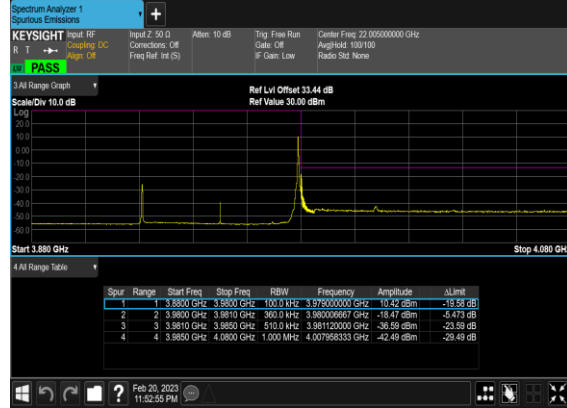 Spectrum Analyzer 1
Spurious Emissions
+
KEYSIGHT Input: RF
R T Coupling: DC
Align: Off
Input Z: 50 Ω
Corrections: Off
Freq Ref: Int (S)
Atten: 10 dB
Trig: Free Run
Gate: Off
IF Gain: Low
Center Freq: 22.005000000 GHz
Avg|Hold: 100/100
Radio Std: None
PASS
3 All Range Graph
Scale/Div 10.0 dB
Ref Lvl Offset 33.44 dB
Ref Value 30.00 dBm
Log
20.0
10.0
0.00
-10.0
-20.0
-30.0
-40.0
-50.0
-60.0
Start 3.880 GHz
Stop 4.080 GHz
4 All Range Table
Spur Range Start Freq Stop Freq RBW Frequency Amplitude ΔLimit
1 1 3.8800 GHz 3.9800 GHz 100.0 kHz 3.979000000 GHz 10.42 dBm -19.58 dB
2 2 3.9800 GHz 3.9810 GHz 360.0 kHz 3.980006667 GHz -18.47 dBm -5.473 dB
3 3 3.9810 GHz 3.9850 GHz 510.0 kHz 3.981120000 GHz -36.59 dBm -23.59 dB
4 4 3.9850 GHz 4.0800 GHz 1.000 MHz 4.007958333 GHz -42.49 dBm -29.49 dB
? Feb 20, 2023
11:52:55 PM